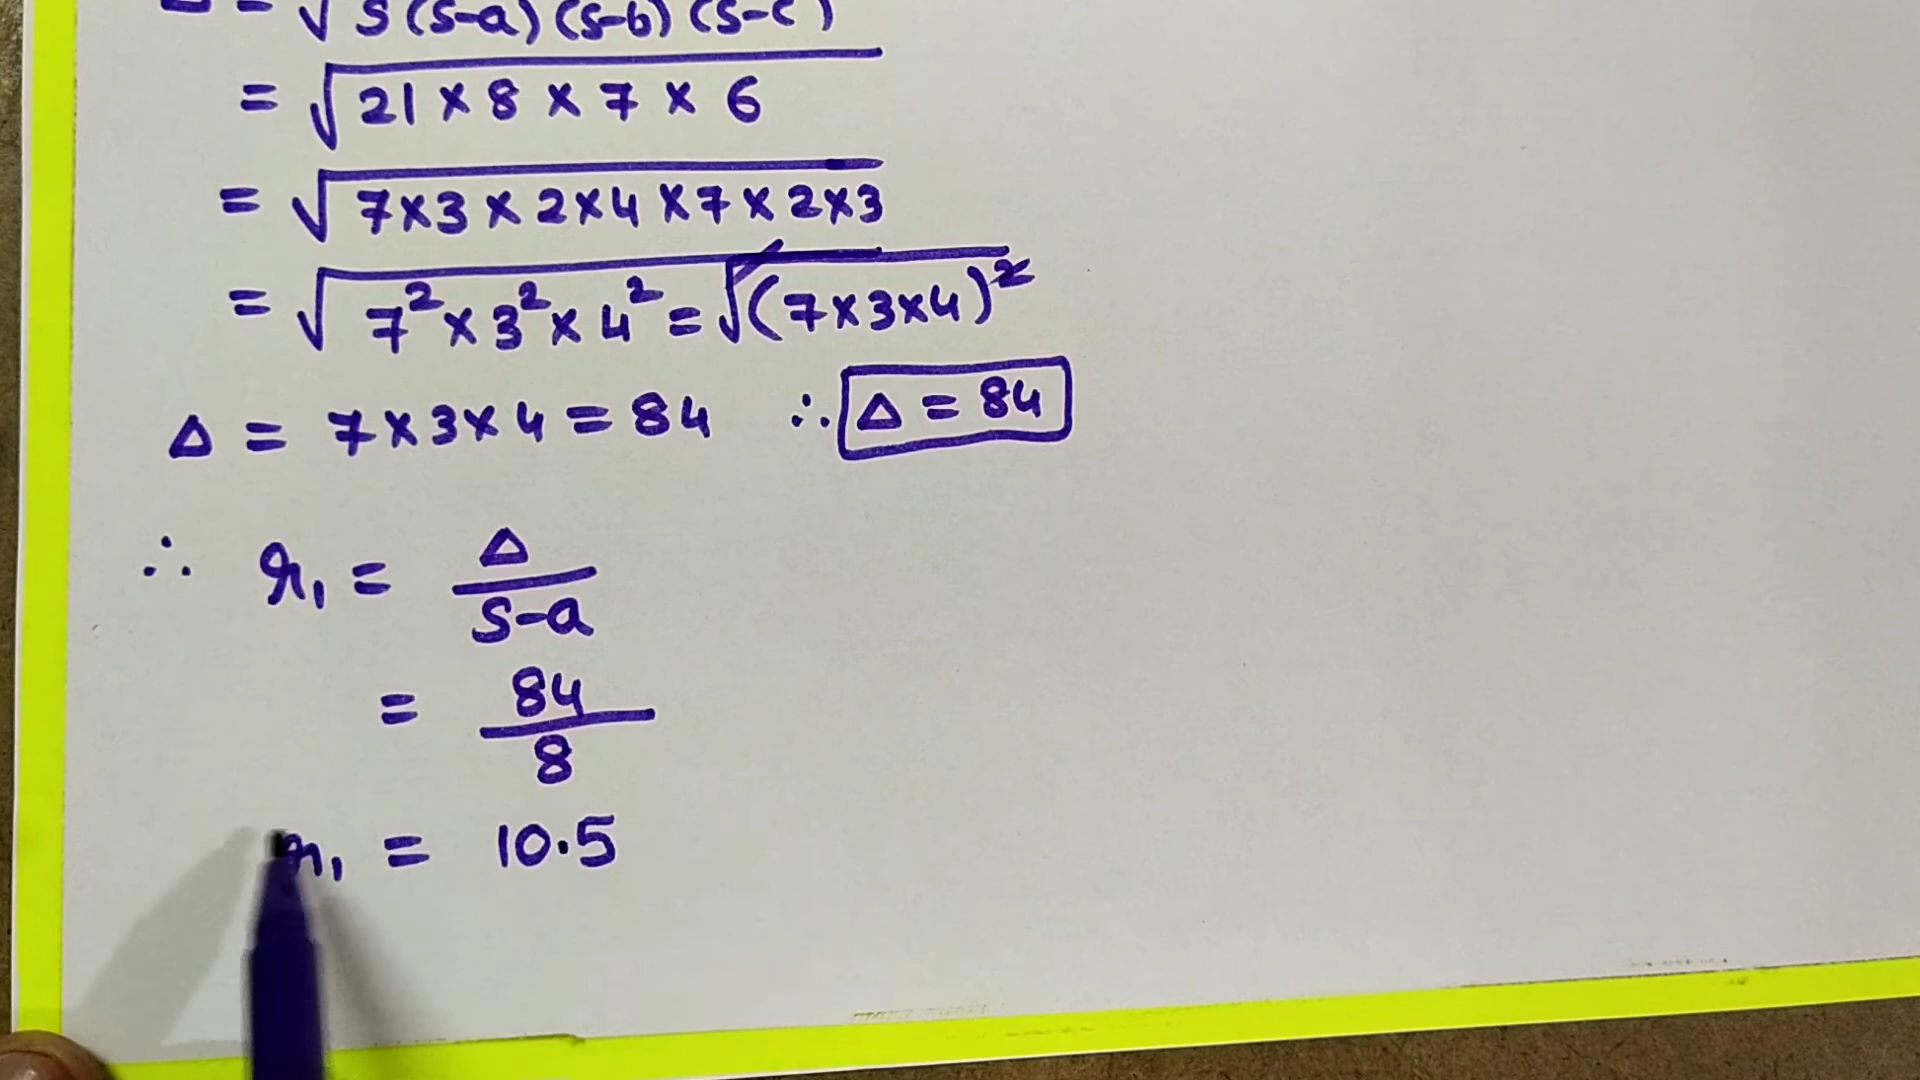 Δ = √s(s-a)(s-b)(s-c)
= √21 × 8 × 7 × 6
= √7×3×2×4×7×2×3
= √7²×3²×4² = √(7×3×4)²
Δ = 7×3×4 = 84 ∴ Δ = 84
∴ r₁ = Δ/s-a
= 84/8
r₁ = 10.5